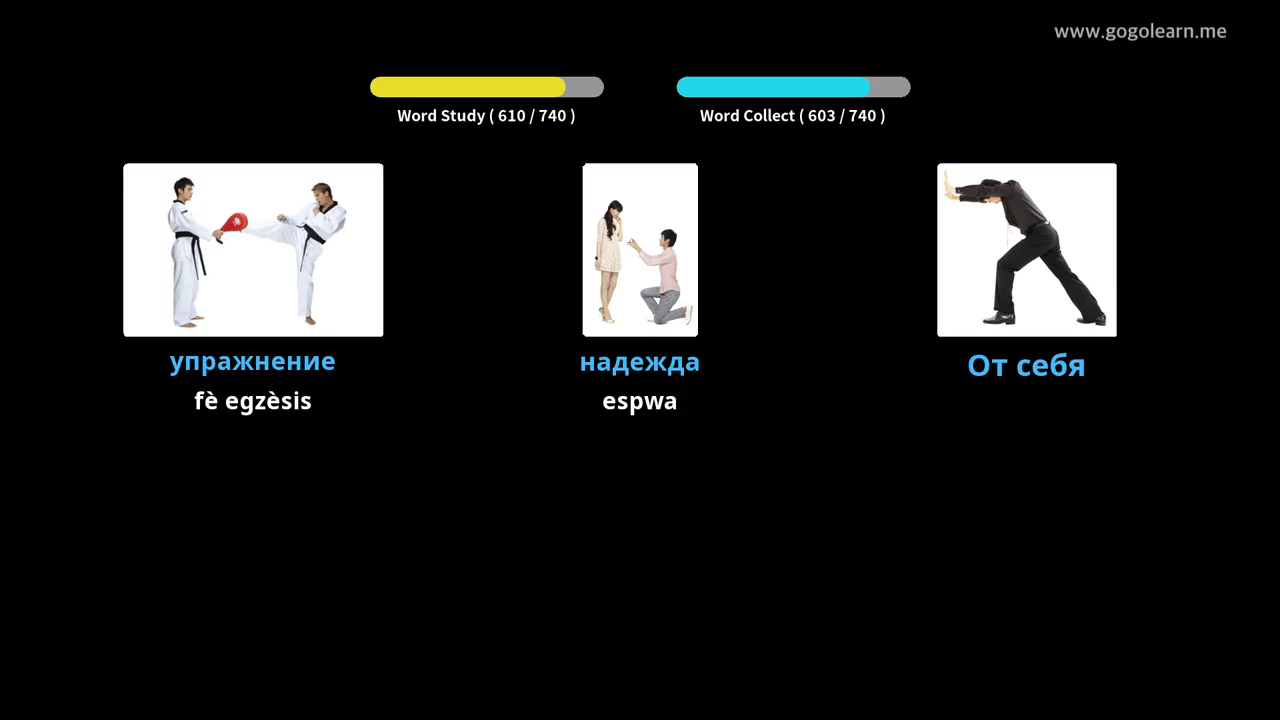 www.gogolearn.me
Word Study ( 610 / 740 )
Word Collect ( 603 / 740 )
упражнение
fè egzèsis
надежда
espwa
От себя